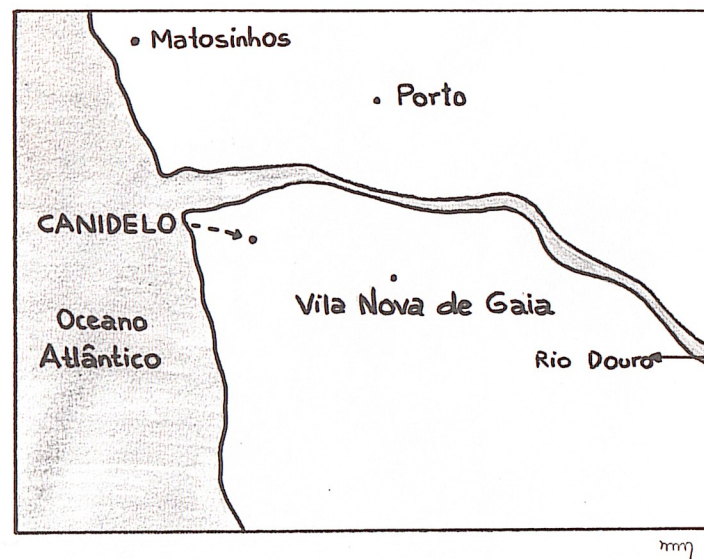 Matosinhos
Porto
CANIDELO
Vila Nova de Gaia
Oceano
Atlântico
Rio Douro